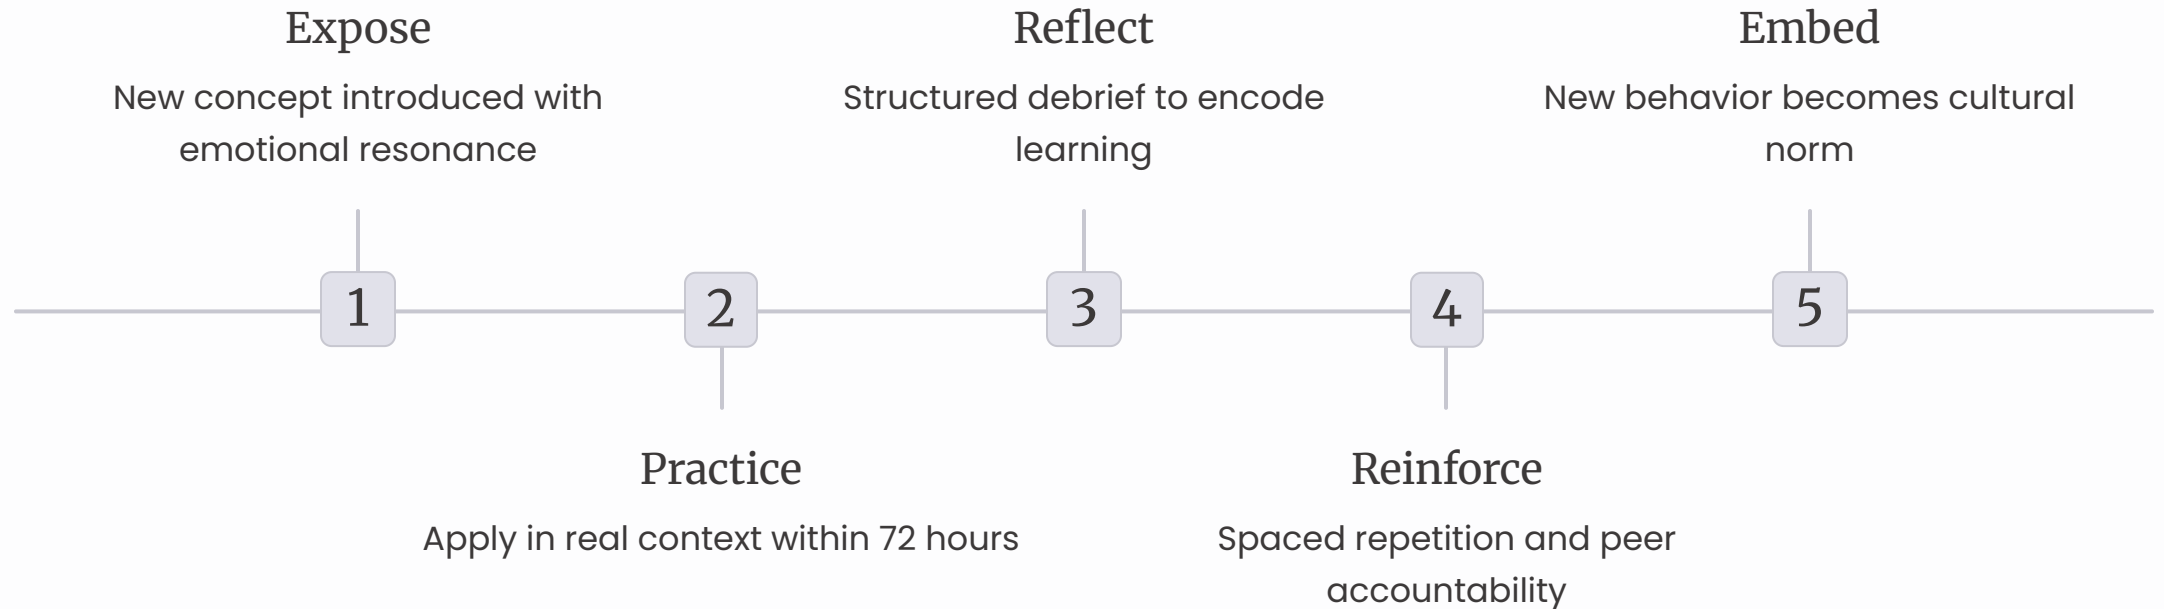 Expose
New concept introduced with
emotional resonance
Reflect
Structured debrief to encode
learning
Embed
New behavior becomes cultural
norm
1
2
3
4
5
Practice
Apply in real context within 72 hours
Reinforce
Spaced repetition and peer
accountability